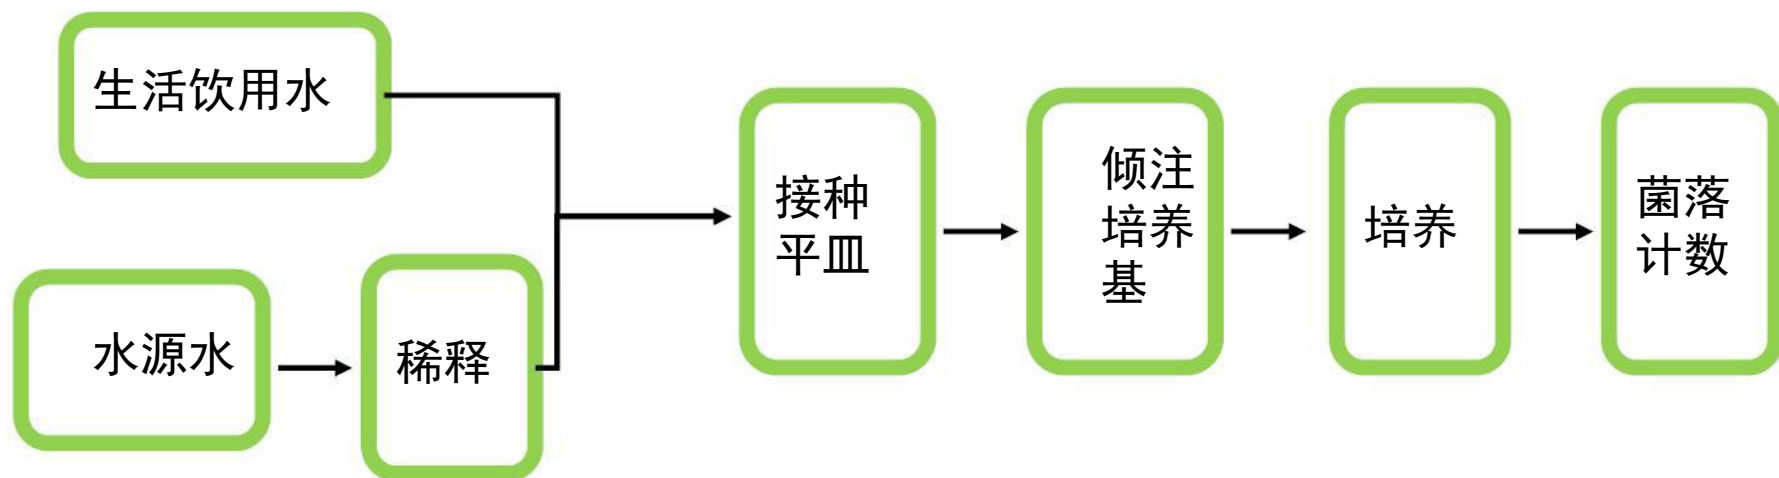 生活饮用水
水源水
稀释
接种
平皿
倾注
培养
基
培养
菌落
计数